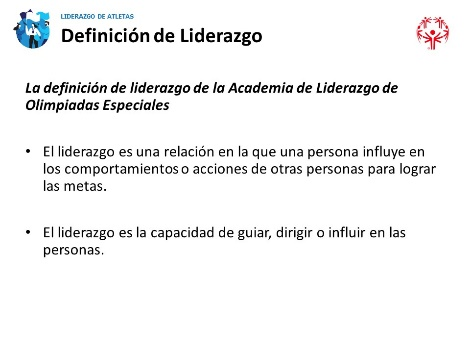 LIDERAZGO DE ATLETAS
Definición de Liderazgo
La definición de liderazgo de la Academia de Liderazgo de
Olimpiadas Especiales
• El liderazgo es una relación en la que una persona influye en
los comportamientos o acciones de otras personas para lograr
las metas.
• El liderazgo es la capacidad de guiar, dirigir o influir en las
personas.